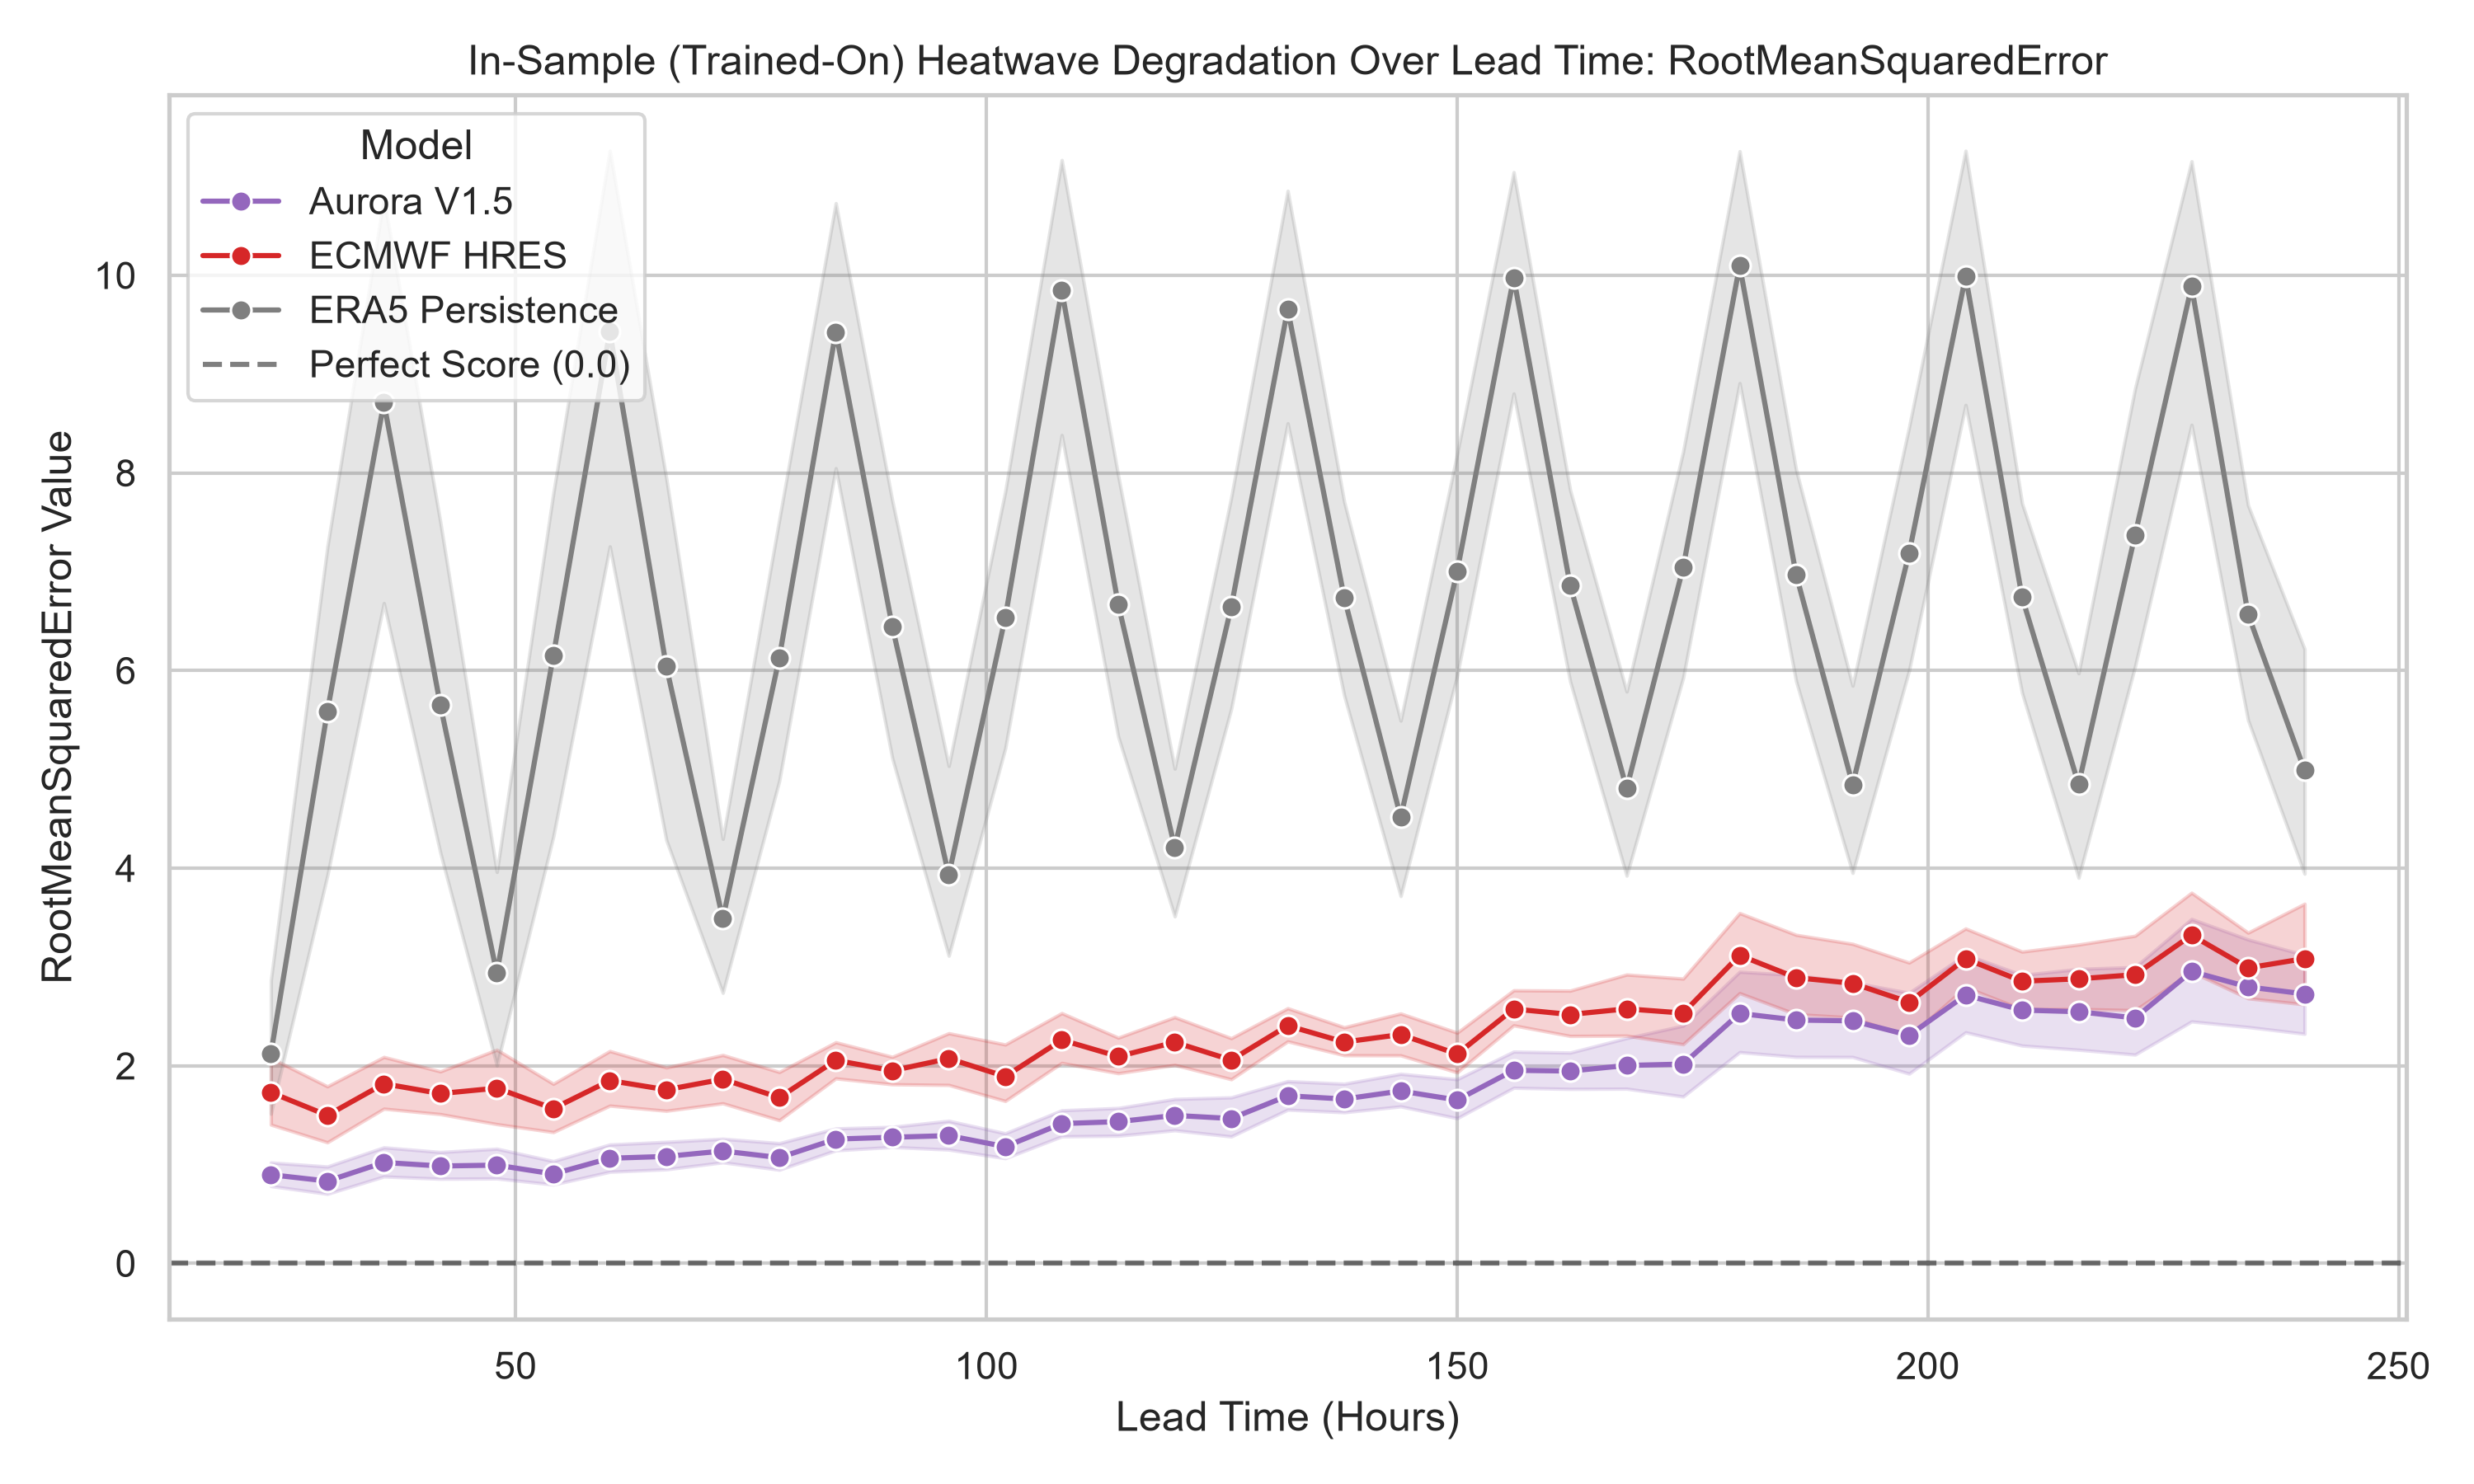 In-Sample (Trained-On) Heatwave Degradation Over Lead Time: RootMeanSquaredError
Model
Aurora V1.5
ECMWF HRES
ERA5 Persistence
Perfect Score (0.0)
RootMeanSquaredError Value
10
8
6
4
2
0
50
100
150
200
250
Lead Time (Hours)